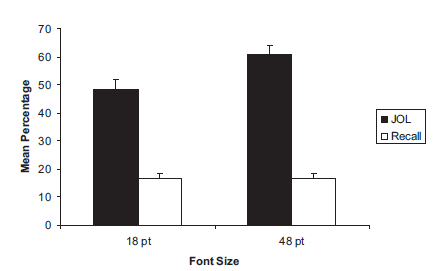 70
60
50
40
30
20
10
0
Mean Percentage
18 pt
48 pt
Font Size
JOL
Recall